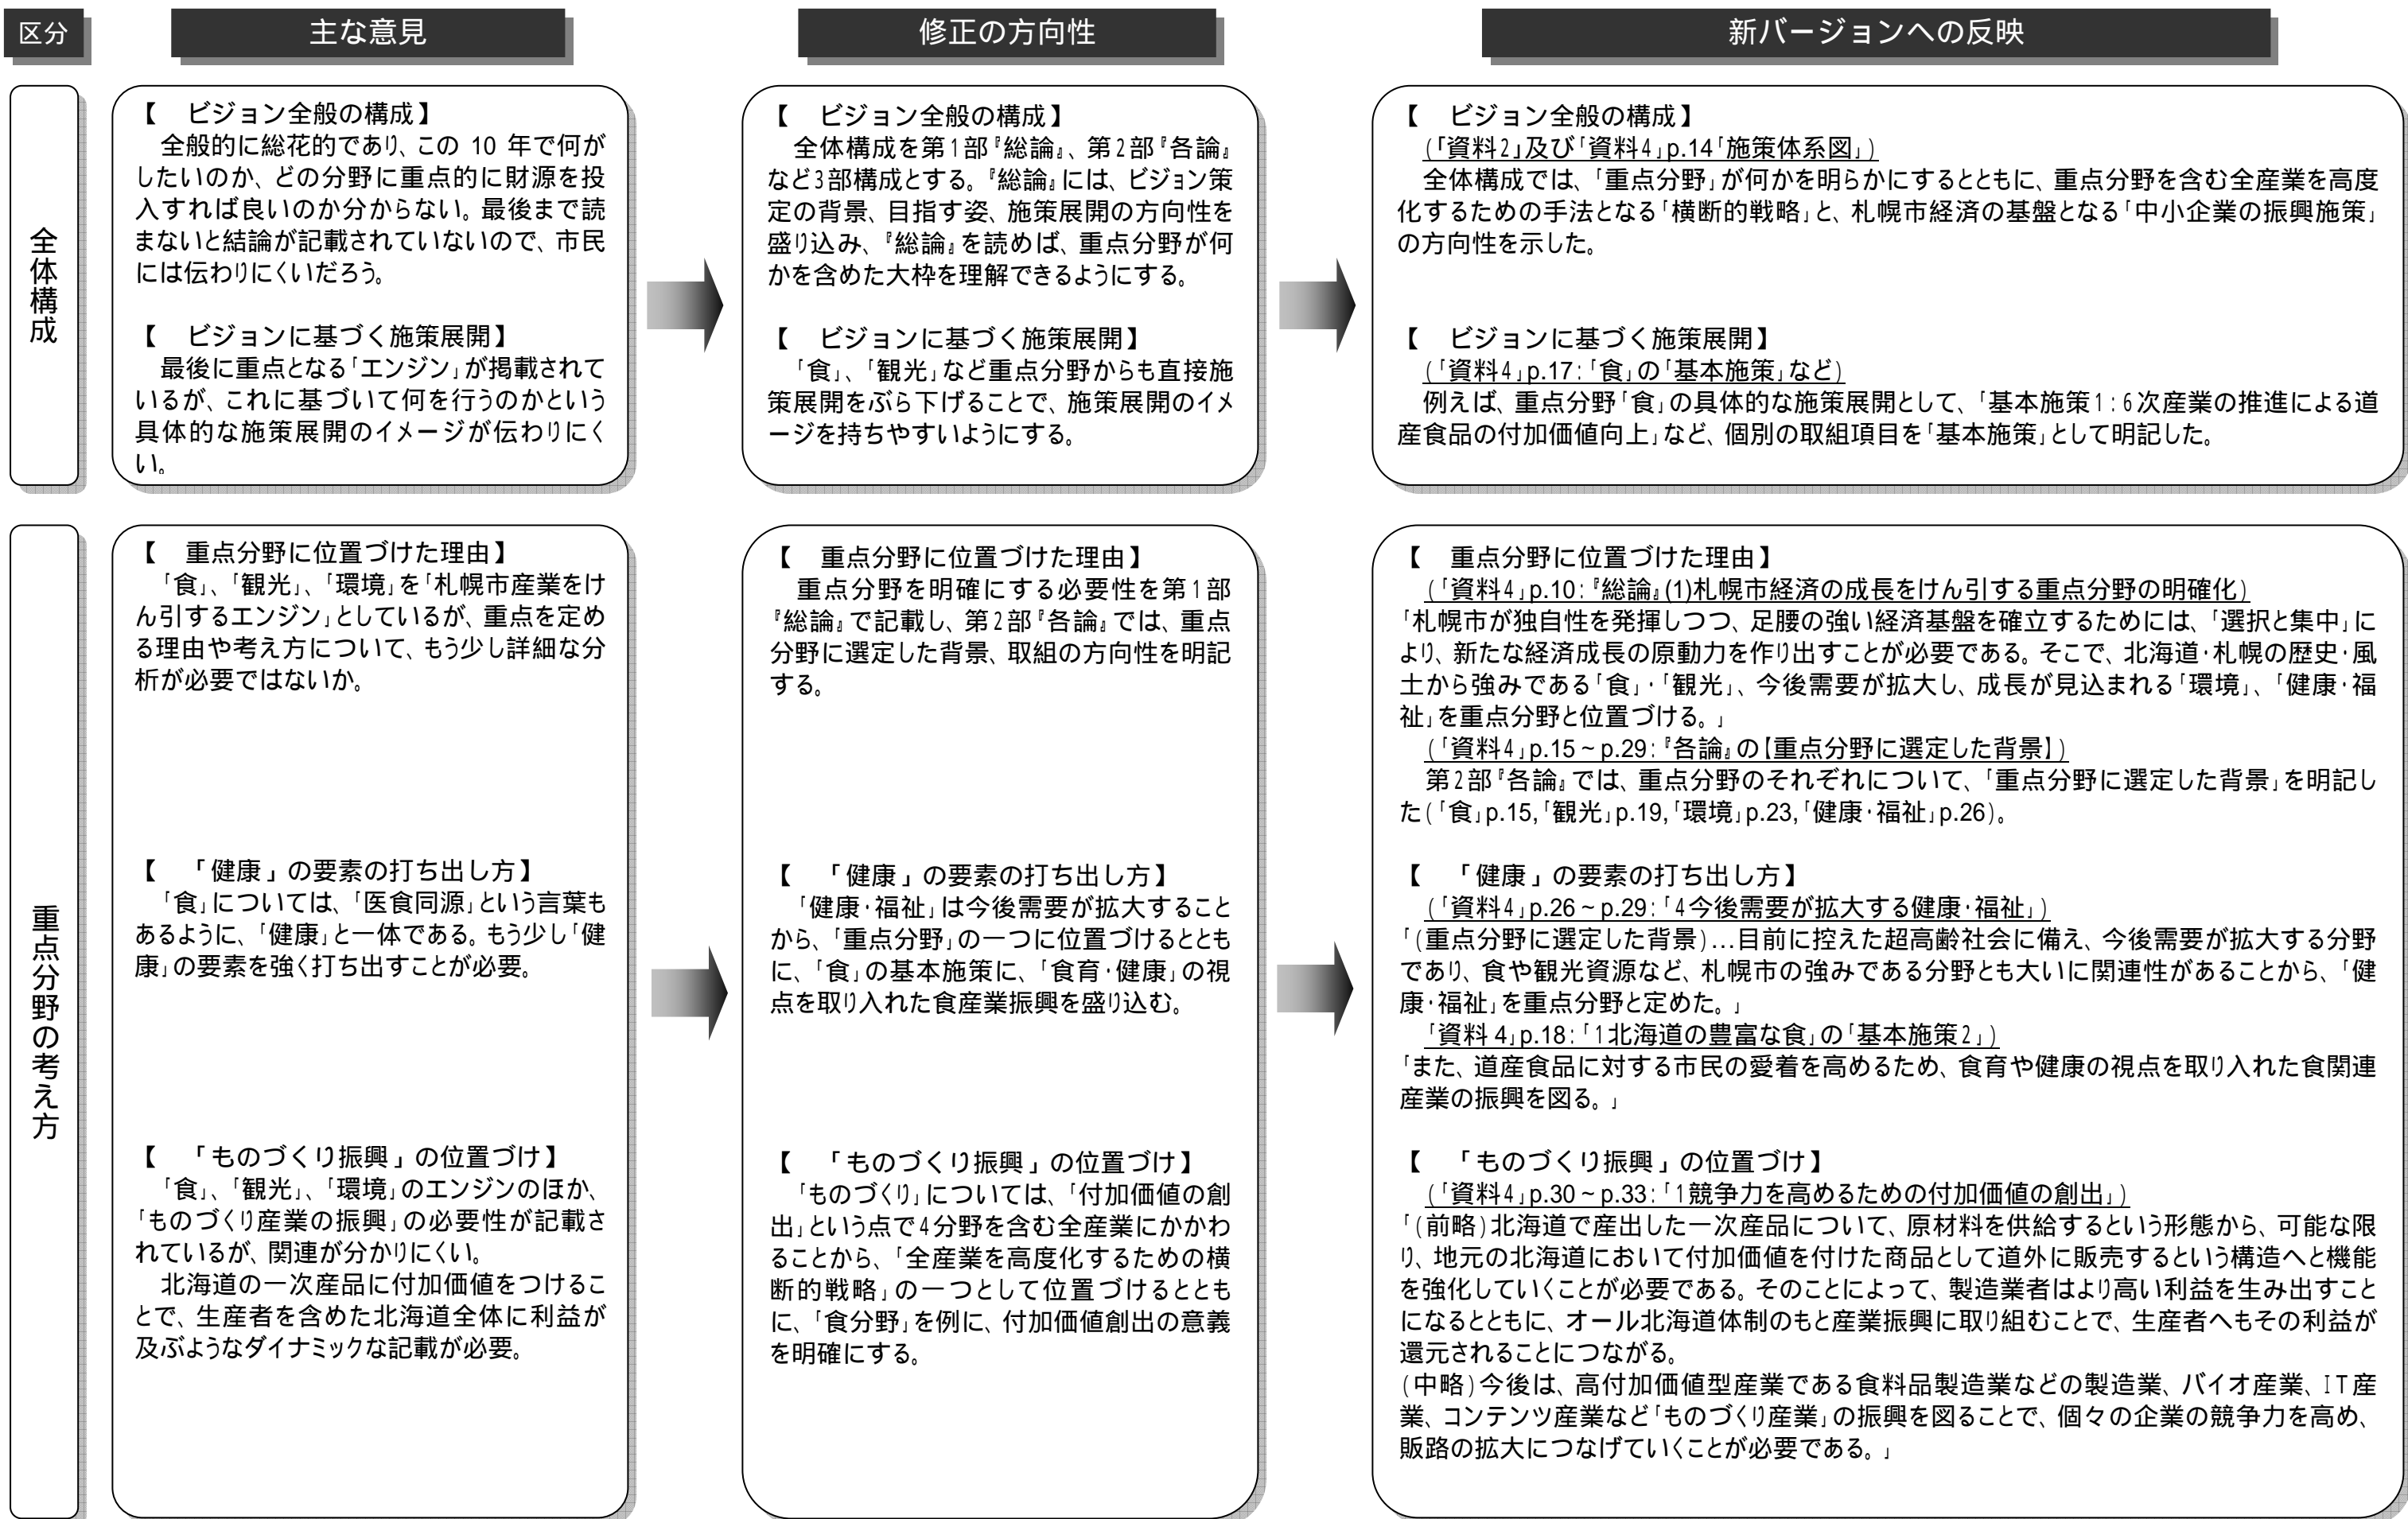 区分
主な意見
修正の方向性
新バージョンへの反映
全体構成
【　ビジョン全般の構成】
全般的に総花的であり、この 10 年で何が
したいのか、どの分野に重点的に財源を投
入すれば良いのか分からない。最後まで読
まないと結論が記載されていないので、市民
には伝わりにくいだろう。
【　ビジョンに基づく施策展開】
最後に重点となる「エンジン」が掲載されて
いるが、これに基づいて何を行うのかという
具体的な施策展開のイメージが伝わりにく
い。
【　ビジョン全般の構成】
全体構成を第1部『総論』、第2部『各論』
など3部構成とする。『総論』には、ビジョン策
定の背景、目指す姿、施策展開の方向性を
盛り込み、『総論』を読めば、重点分野が何
かを含めた大枠を理解できるようにする。
【　ビジョンに基づく施策展開】
「食」、「観光」など重点分野からも直接施
策展開をぶら下げることで、施策展開のイメ
ージを持ちやすいようにする。
【　ビジョン全般の構成】
(「資料2」及び「資料4」p.14「施策体系図」)
全体構成では、「重点分野」が何かを明らかにするとともに、重点分野を含む全産業を高度
化するための手法となる「横断的戦略」と、札幌市経済の基盤となる「中小企業の振興施策」
の方向性を示した。
【　ビジョンに基づく施策展開】
(「資料4」p.17:「食」の「基本施策」など)
例えば、重点分野「食」の具体的な施策展開として、「基本施策1:6次産業の推進による道
産食品の付加価値向上」など、個別の取組項目を「基本施策」として明記した。
重点分野の考え方
【　重点分野に位置づけた理由】
「食」、「観光」、「環境」を「札幌市産業をけ
ん引するエンジン」としているが、重点を定め
る理由や考え方について、もう少し詳細な分
析が必要ではないか。
【　「健康」の要素の打ち出し方】
「食」については、「医食同源」という言葉も
あるように、「健康」と一体である。もう少し「健
康」の要素を強く打ち出すことが必要。
【　「ものづくり振興」の位置づけ】
「食」、「観光」、「環境」のエンジンのほか、
「ものづくり産業の振興」の必要性が記載さ
れているが、関連が分かりにくい。
北海道の一次産品に付加価値をつけるこ
とで、生産者を含めた北海道全体に利益が
及ぶようなダイナミックな記載が必要。
【　重点分野に位置づけた理由】
重点分野を明確にする必要性を第1部
『総論』で記載し、第2部『各論』では、重点
分野に選定した背景、取組の方向性を明記
する。
【　「健康」の要素の打ち出し方】
「健康・福祉」は今後需要が拡大すること
から、「重点分野」の一つに位置づけるととも
に、「食」の基本施策に、「食育・健康」の視
点を取り入れた食産業振興を盛り込む。
【　「ものづくり振興」の位置づけ】
「ものづくり」については、「付加価値の創
出」という点で4分野を含む全産業にかかわ
ることから、「全産業を高度化するための横
断的戦略」の一つとして位置づけるととも
に、「食分野」を例に、付加価値創出の意義
を明確にする。
【　重点分野に位置づけた理由】
(「資料4」p.10:『総論』(1)札幌市経済の成長をけん引する重点分野の明確化)
「札幌市が独自性を発揮しつつ、足腰の強い経済基盤を確立するためには、「選択と集中」に
より、新たな経済成長の原動力を作り出すことが必要である。そこで、北海道・札幌の歴史・風
土から強みである「食」・「観光」、今後需要が拡大し、成長が見込まれる「環境」、「健康・福
祉」を重点分野と位置づける。」
(「資料4」p.15～p.29:『各論』の【重点分野に選定した背景】)
第2部『各論』では、重点分野のそれぞれについて、「重点分野に選定した背景」を明記し
た(「食」p.15,「観光」p.19,「環境」p.23,「健康・福祉」p.26)。
【　「健康」の要素の打ち出し方】
(「資料4」p.26～p.29:「4今後需要が拡大する健康・福祉」)
「(重点分野に選定した背景)...目前に控えた超高齢社会に備え、今後需要が拡大する分野
であり、食や観光資源など、札幌市の強みである分野とも大いに関連性があることから、「健
康・福祉」を重点分野と定めた。」
「資料 4」p.18:「1北海道の豊富な食」の「基本施策2」)
「また、道産食品に対する市民の愛着を高めるため、食育や健康の視点を取り入れた食関連
産業の振興を図る。」
【　「ものづくり振興」の位置づけ】
(「資料4」p.30～p.33:「1競争力を高めるための付加価値の創出」)
「(前略)北海道で産出した一次産品について、原材料を供給するという形態から、可能な限
り、地元の北海道において付加価値を付けた商品として道外に販売するという構造へと機能
を強化していくことが必要である。そのことによって、製造業者はより高い利益を生み出すこと
になるとともに、オール北海道体制のもと産業振興に取り組むことで、生産者へもその利益が
還元されることにつながる。
(中略)今後は、高付加価値型産業である食料品製造業などの製造業、バイオ産業、IT産
業、コンテンツ産業など「ものづくり産業」の振興を図ることで、個々の企業の競争力を高め、
販路の拡大につなげていくことが必要である。」